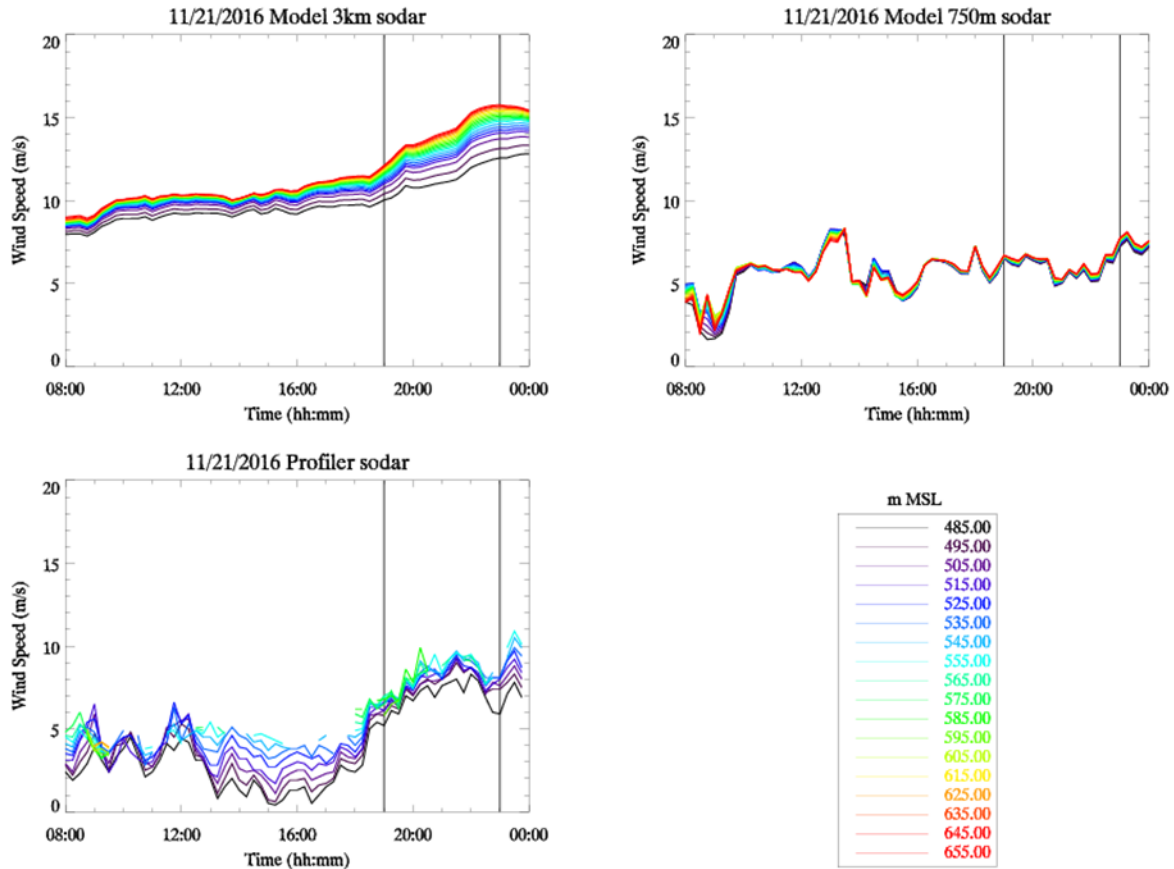 11/21/2016 Model 3km sodar
20
15
10
5
0
Wind Speed (m/s)
08:00 12:00 16:00 20:00 00:00
Time (hh:mm)
11/21/2016 Model 750m sodar
20
15
10
5
0
Wind Speed (m/s)
08:00 12:00 16:00 20:00 00:00
Time (hh:mm)
11/21/2016 Profiler sodar
20
15
10
5
0
Wind Speed (m/s)
08:00 12:00 16:00 20:00 00:00
Time (hh:mm)
m MSL
485.00
495.00
505.00
515.00
525.00
535.00
545.00
555.00
565.00
575.00
585.00
595.00
605.00
615.00
625.00
635.00
645.00
655.00